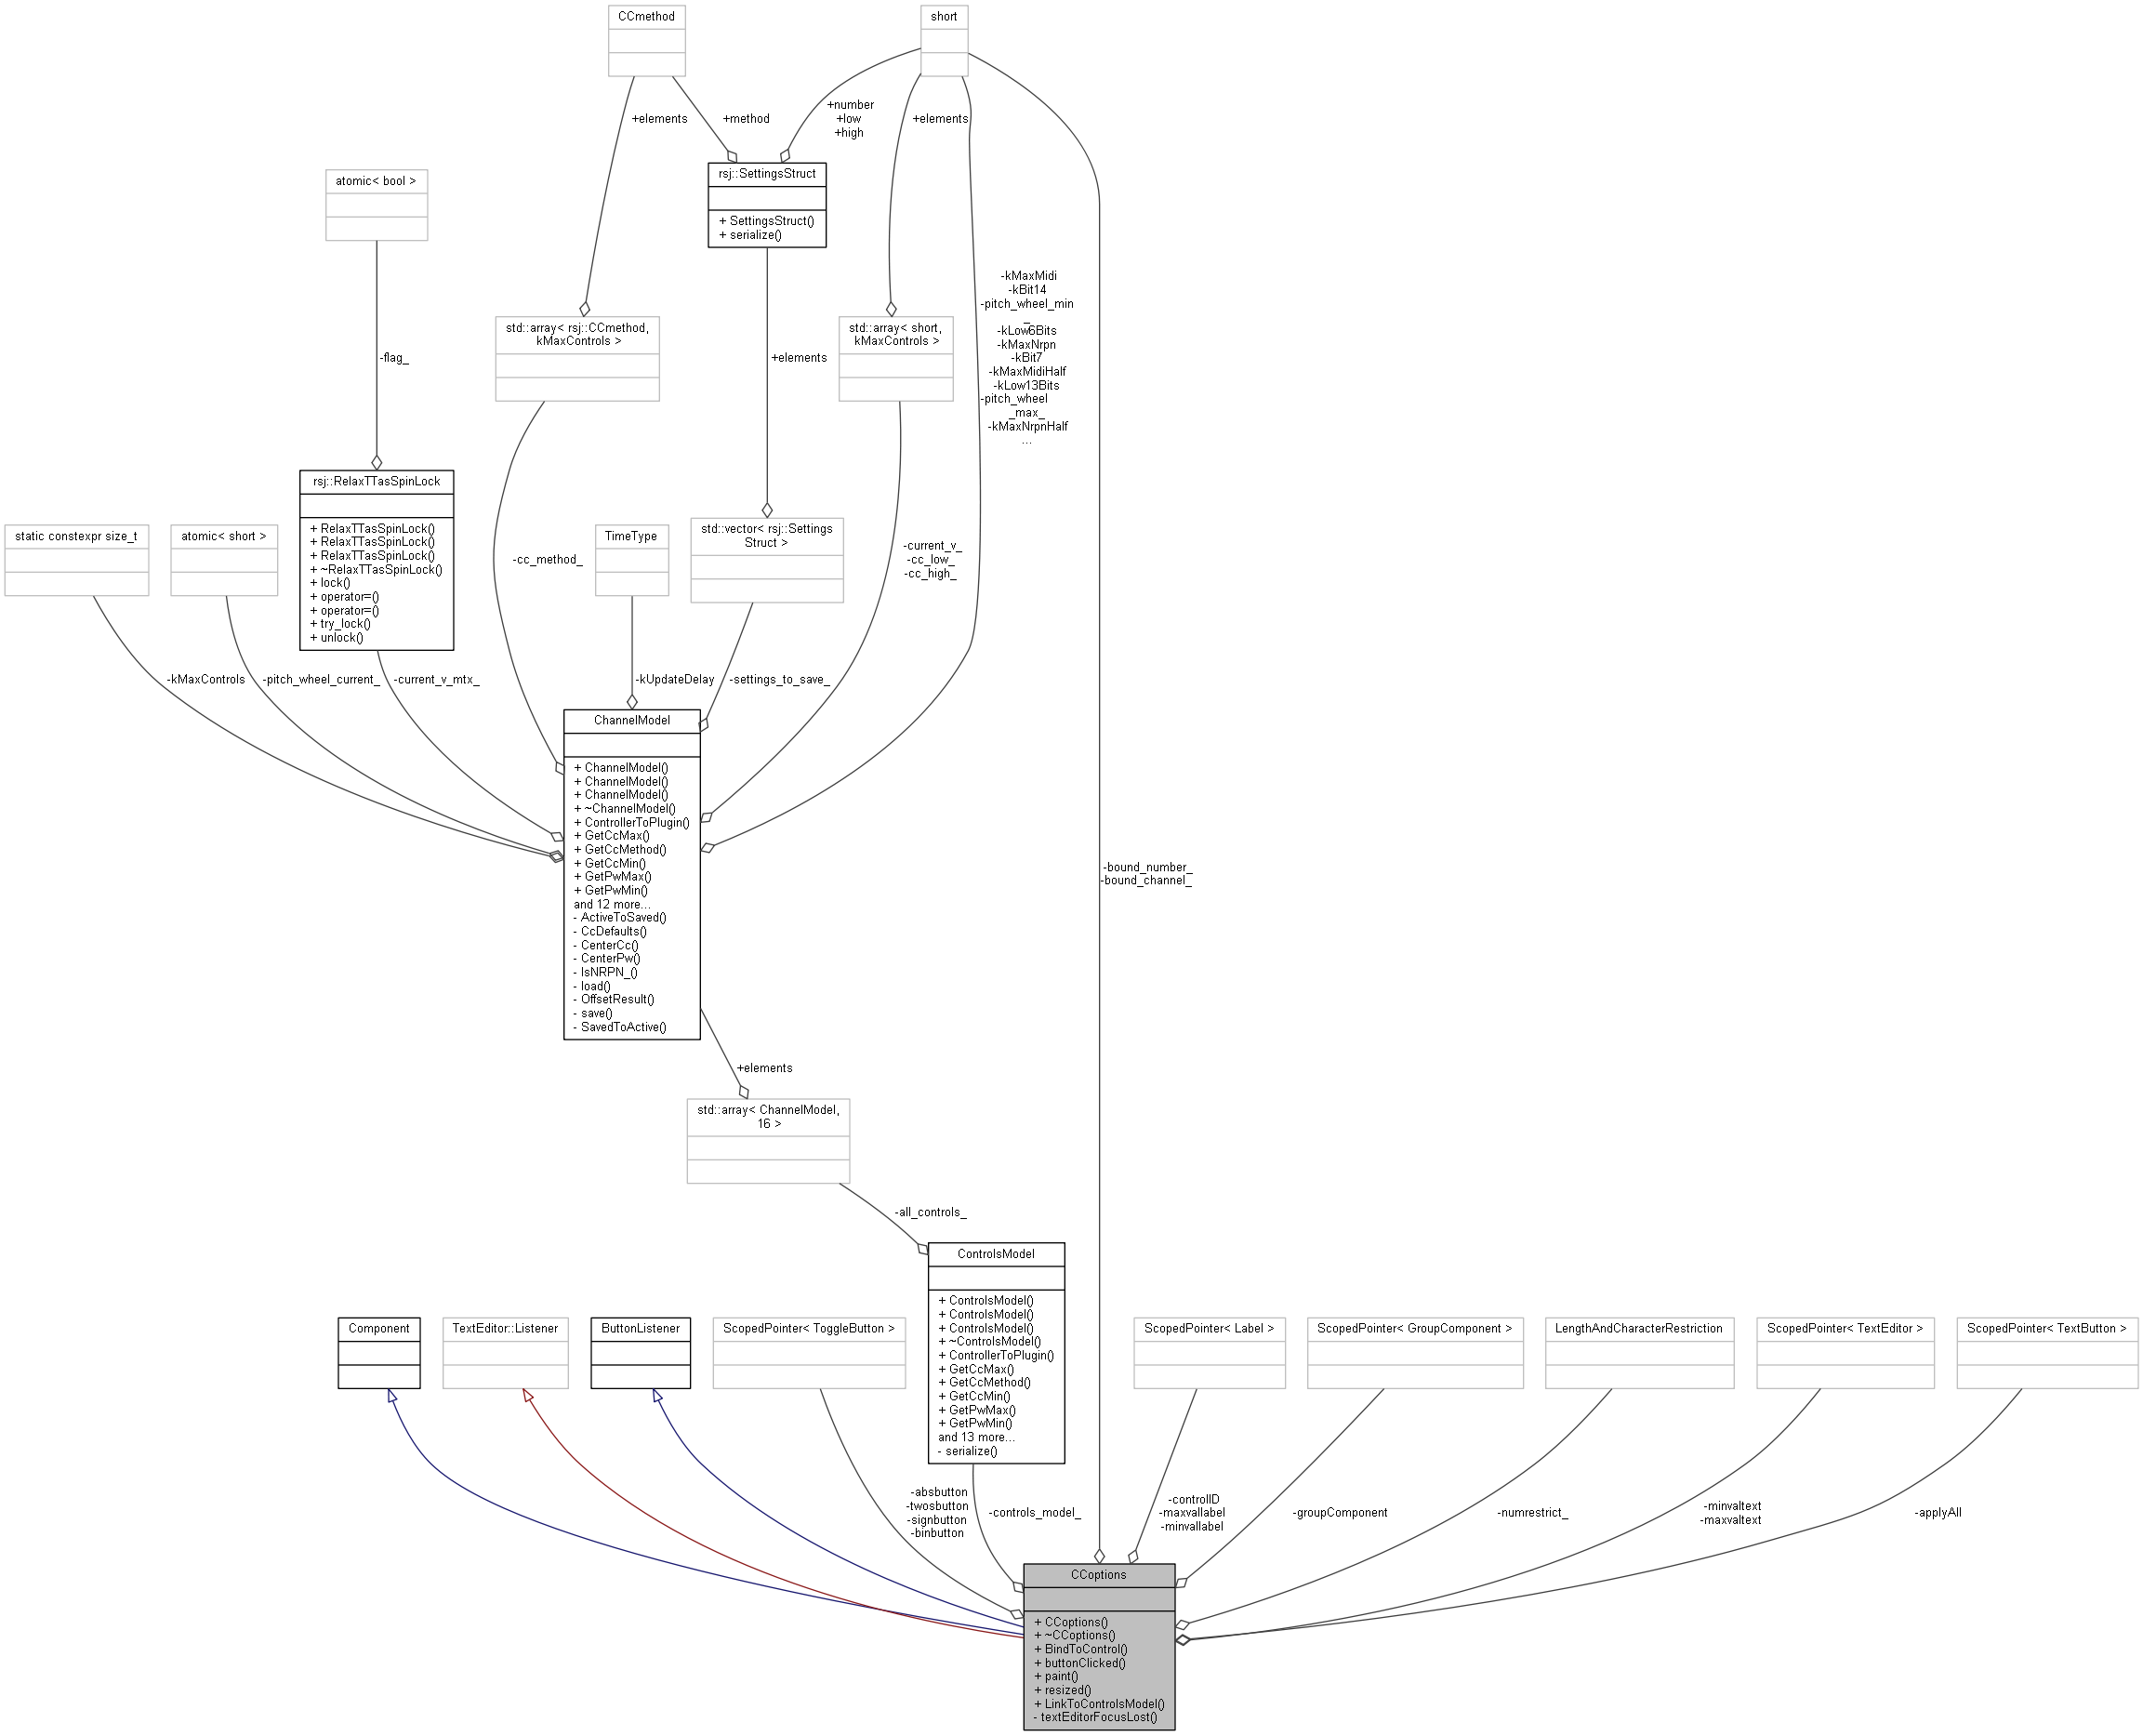 CCmethod
short
+elements
+method
+number
+low
+high
+elements
atomic< bool >
rsj::SettingsStruct
+ SettingsStruct()
+ serialize()
-kMaxMidi
-kBit14
-pitch_wheel_min
_
-kLow6Bits
-kMaxNrpn
-kBit7
-kMaxMidiHalf
-kLow13Bits
-pitch_wheel
_max_
-kMaxNrpnHalf
...
std::array< rsj::CCmethod,
kMaxControls >
std::array< short,
kMaxControls >
-flag_
+elements
rsj::RelaxTTasSpinLock
+ RelaxTTasSpinLock()
+ RelaxTTasSpinLock()
+ RelaxTTasSpinLock()
+ ~RelaxTTasSpinLock()
+ lock()
+ operator=()
+ operator=()
+ try_lock()
+ unlock()
static constexpr size_t
atomic< short >
TimeType
std::vector< rsj::Settings
Struct >
-cc_method_
-current_v_
-cc_low_
-cc_high_
-kMaxControls
-pitch_wheel_current_
-current_v_mtx_
-kUpdateDelay
-settings_to_save_
ChannelModel
+ ChannelModel()
+ ChannelModel()
+ ChannelModel()
+ ~ChannelModel()
+ ControllerToPlugin()
+ GetCcMax()
+ GetCcMethod()
+ GetCcMin()
+ GetPwMax()
+ GetPwMin()
and 12 more...
- ActiveToSaved()
- CcDefaults()
- CenterCc()
- CenterPw()
- IsNRPN_()
- load()
- OffsetResult()
- save()
- SavedToActive()
-bound_number_
-bound_channel_
+elements
std::array< ChannelModel,
16 >
-all_controls_
ControlsModel
+ ControlsModel()
+ ControlsModel()
+ ControlsModel()
+ ~ControlsModel()
+ ControllerToPlugin()
+ GetCcMax()
+ GetCcMethod()
+ GetCcMin()
+ GetPwMax()
+ GetPwMin()
and 13 more...
- serialize()
Component
TextEditor::Listener
ButtonListener
ScopedPointer< ToggleButton >
ScopedPointer< Label >
ScopedPointer< GroupComponent >
LengthAndCharacterRestriction
ScopedPointer< TextEditor >
ScopedPointer< TextButton >
-absbutton
-twosbutton
-signbutton
-binbutton
-controls_model_
-controlID
-maxvallabel
-minvallabel
-groupComponent
-numrestrict_
-minvaltext
-maxvaltext
-applyAll
CCoptions
+ CCoptions()
+ ~CCoptions()
+ BindToControl()
+ buttonClicked()
+ paint()
+ resized()
+ LinkToControlsModel()
- textEditorFocusLost()